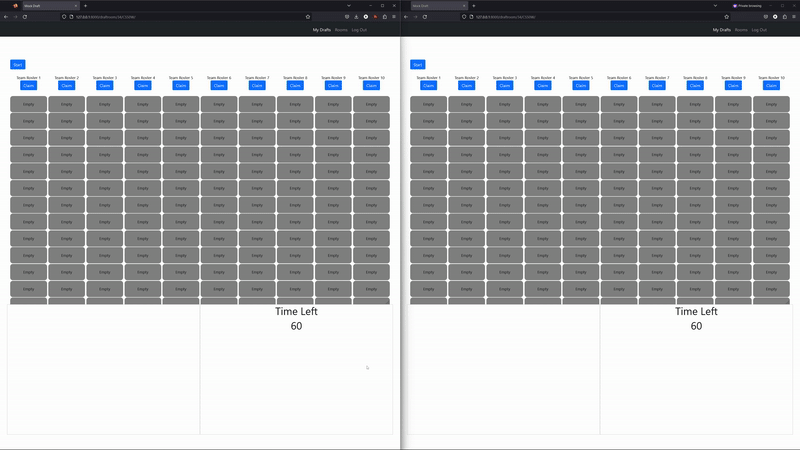 Mock Draft
My Drafts Rooms Log Out
Start
Team Roster 1 Team Roster 2 Team Roster 3 Team Roster 4 Team Roster 5 Team Roster 6 Team Roster 7 Team Roster 8 Team Roster 9 Team Roster 10
Claim Claim Claim Claim Claim Claim Claim Claim Claim Claim
Empty Empty Empty Empty Empty Empty Empty Empty Empty Empty
Empty Empty Empty Empty Empty Empty Empty Empty Empty Empty
Empty Empty Empty Empty Empty Empty Empty Empty Empty Empty
Empty Empty Empty Empty Empty Empty Empty Empty Empty Empty
Empty Empty Empty Empty Empty Empty Empty Empty Empty Empty
Empty Empty Empty Empty Empty Empty Empty Empty Empty Empty
Empty Empty Empty Empty Empty Empty Empty Empty Empty Empty
Empty Empty Empty Empty Empty Empty Empty Empty Empty Empty
Empty Empty Empty Empty Empty Empty Empty Empty Empty Empty
Empty Empty Empty Empty Empty Empty Empty Empty Empty Empty
Empty Empty Empty Empty Empty Empty Empty Empty Empty Empty
Empty Empty Empty Empty Empty Empty Empty Empty Empty Empty
Time Left
60
Mock Draft
Private browsing
My Drafts Rooms Log Out
Start
Team Roster 1 Team Roster 2 Team Roster 3 Team Roster 4 Team Roster 5 Team Roster 6 Team Roster 7 Team Roster 8 Team Roster 9 Team Roster 10
Claim Claim Claim Claim Claim Claim Claim Claim Claim Claim
Empty Empty Empty Empty Empty Empty Empty Empty Empty Empty
Empty Empty Empty Empty Empty Empty Empty Empty Empty Empty
Empty Empty Empty Empty Empty Empty Empty Empty Empty Empty
Empty Empty Empty Empty Empty Empty Empty Empty Empty Empty
Empty Empty Empty Empty Empty Empty Empty Empty Empty Empty
Empty Empty Empty Empty Empty Empty Empty Empty Empty Empty
Empty Empty Empty Empty Empty Empty Empty Empty Empty Empty
Empty Empty Empty Empty Empty Empty Empty Empty Empty Empty
Empty Empty Empty Empty Empty Empty Empty Empty Empty Empty
Empty Empty Empty Empty Empty Empty Empty Empty Empty Empty
Empty Empty Empty Empty Empty Empty Empty Empty Empty Empty
Empty Empty Empty Empty Empty Empty Empty Empty Empty Empty
Time Left
60